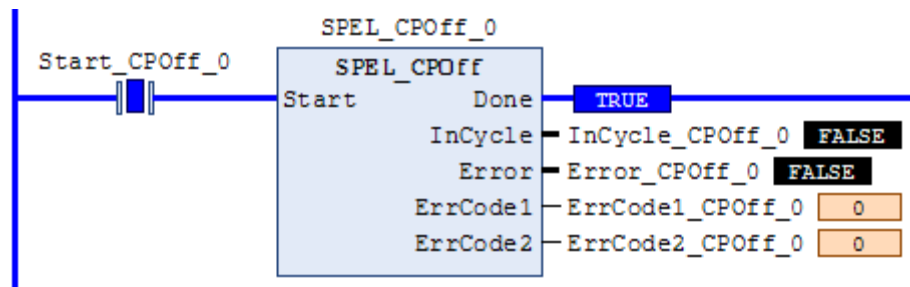 SPEL_CPOff_0
Start_CPOff_0
SPEL_CPOff
Start Done TRUE
InCycle InCycle_CPOff_0 FALSE
Error Error_CPOff_0 FALSE
ErrCode1 ErrCode1_CPOff_0 0
ErrCode2 ErrCode2_CPOff_0 0